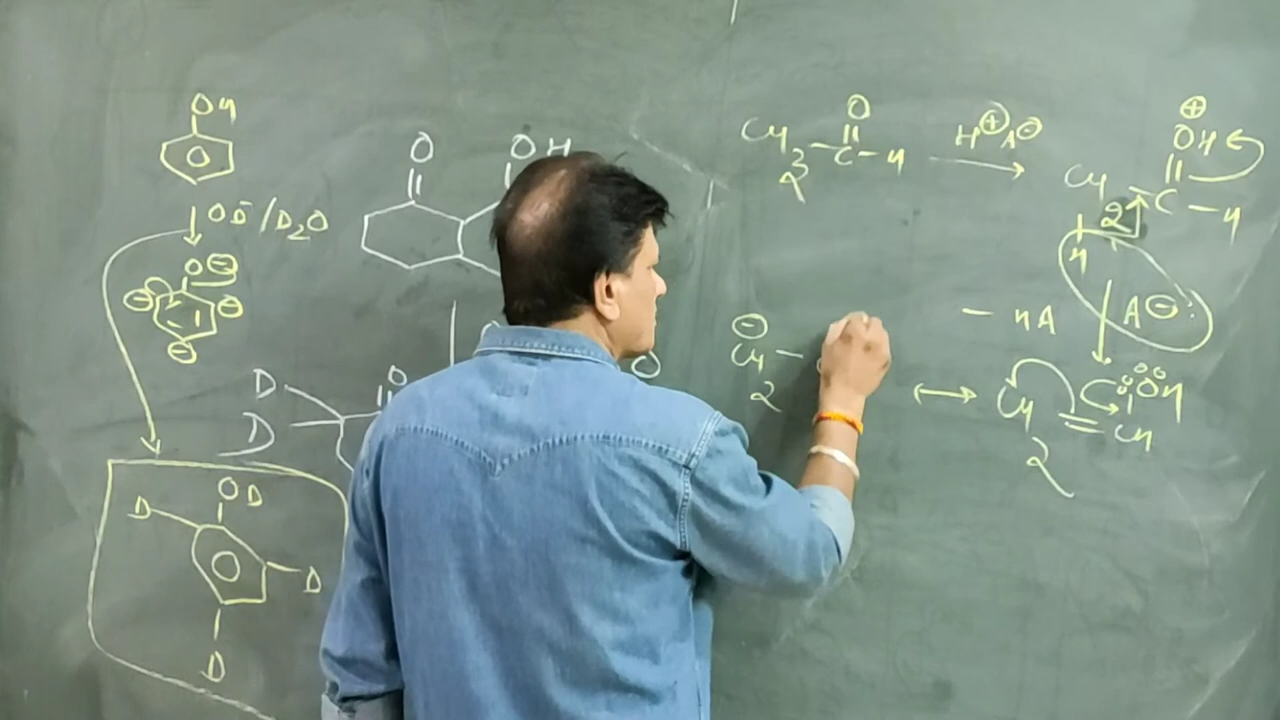 OH
OD⁻/D₂O
O ⊖
⊖ ⊖
⊖
OD
D
D
D
O OH
D O
D
O
O
CH₃ – C – H
α
H⊕A⊖
⊕
OH
CH₂ C – H
H
– HA A⊖:
⊖
CH₂ –
α
↔ CH₂ = CH
OH
α